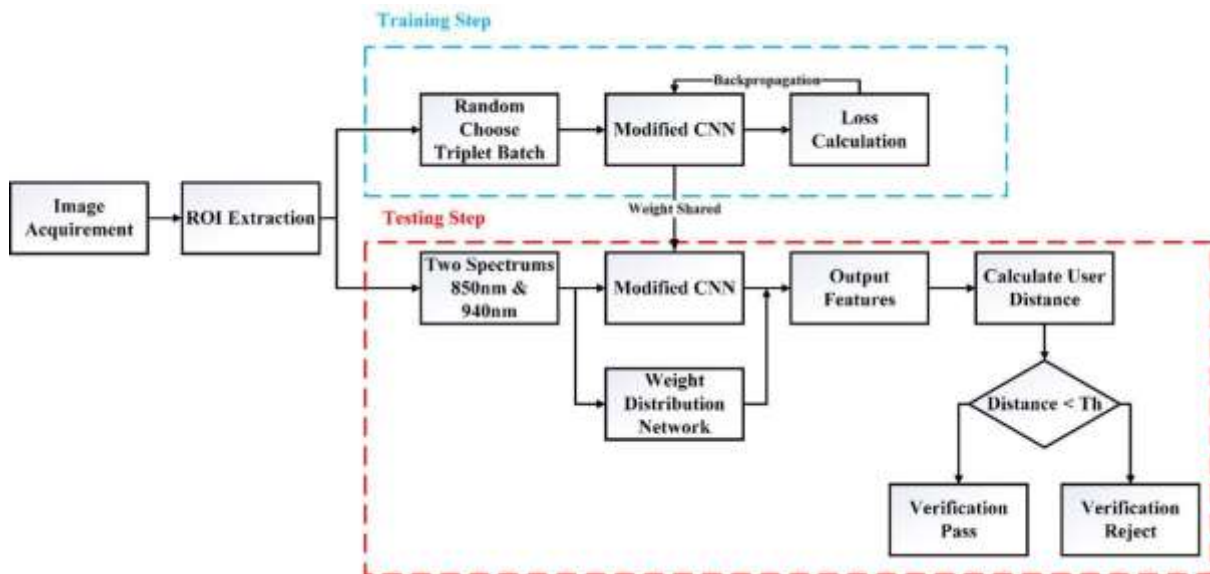 Training Step
Backpropagation
Random
Choose
Triplet Batch
Modified CNN
Loss
Calculation
Image
Acquirement
ROI Extraction
Weight Shared
Testing Step
Two Spectrums
850nm &
940nm
Modified CNN
Output
Features
Calculate User
Distance
Weight
Distribution
Network
Distance < Th
Verification
Pass
Verification
Reject